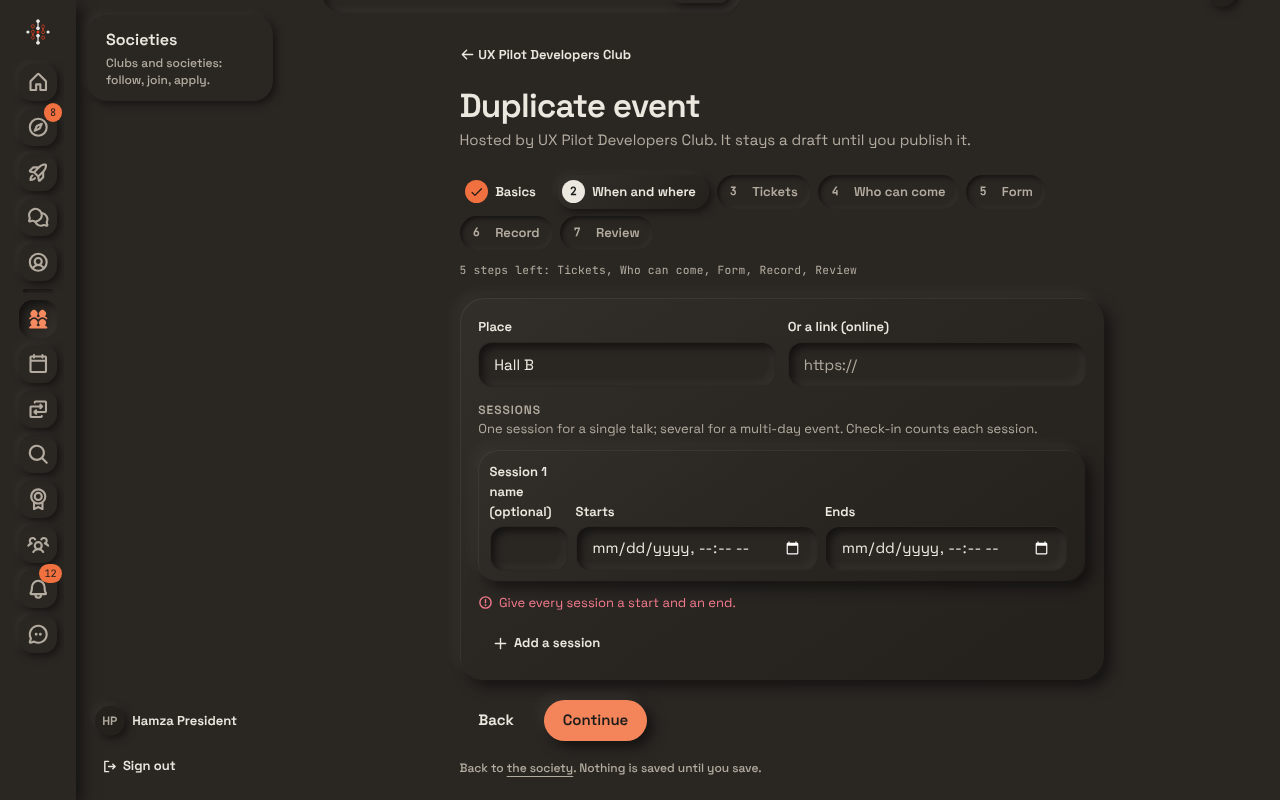 Societies
Clubs and societies:
follow, join, apply.
8
12
HP Hamza President
Sign out
← UX Pilot Developers Club
Duplicate event
Hosted by UX Pilot Developers Club. It stays a draft until you publish it.
Basics 2 When and where 3 Tickets 4 Who can come 5 Form
6 Record 7 Review
5 steps left: Tickets, Who can come, Form, Record, Review
Place Or a link (online)
Hall B https://
SESSIONS
One session for a single talk; several for a multi-day event. Check-in counts each session.
Session 1
name
(optional) Starts Ends
mm/dd/yyyy, --:-- -- mm/dd/yyyy, --:-- --
Give every session a start and an end.
+ Add a session
Back Continue
Back to the society. Nothing is saved until you save.